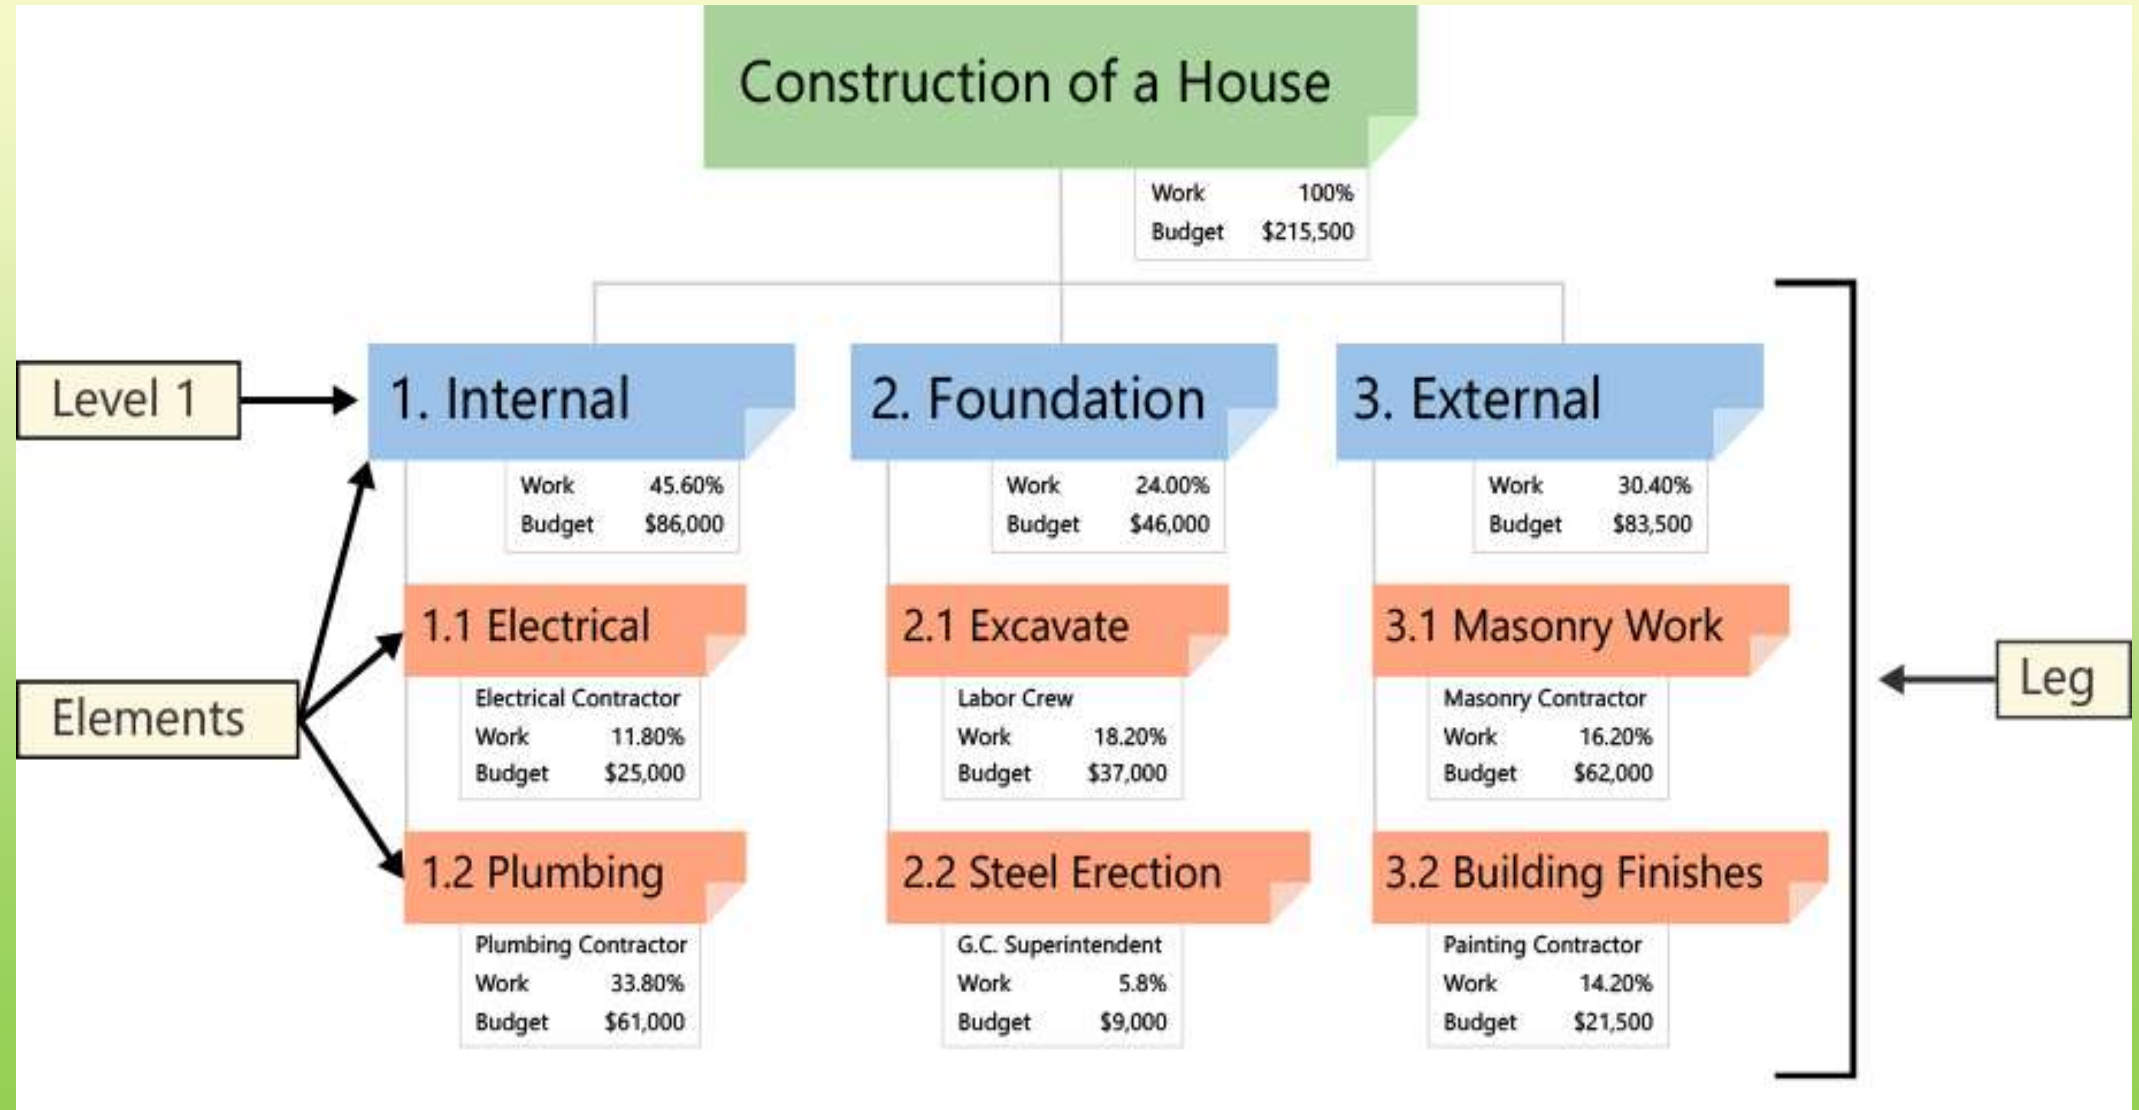 Construction of a House
Work 100%
Budget $215,500
Level 1
1. Internal
Work 45.60%
Budget $86,000
2. Foundation
Work 24.00%
Budget $46,000
3. External
Work 30.40%
Budget $83,500
Elements
1.1 Electrical
Electrical Contractor
Work 11.80%
Budget $25,000
2.1 Excavate
Labor Crew
Work 18.20%
Budget $37,000
3.1 Masonry Work
Masonry Contractor
Work 16.20%
Budget $62,000
Leg
1.2 Plumbing
Plumbing Contractor
Work 33.80%
Budget $61,000
2.2 Steel Erection
G.C. Superintendent
Work 5.8%
Budget $9,000
3.2 Building Finishes
Painting Contractor
Work 14.20%
Budget $21,500